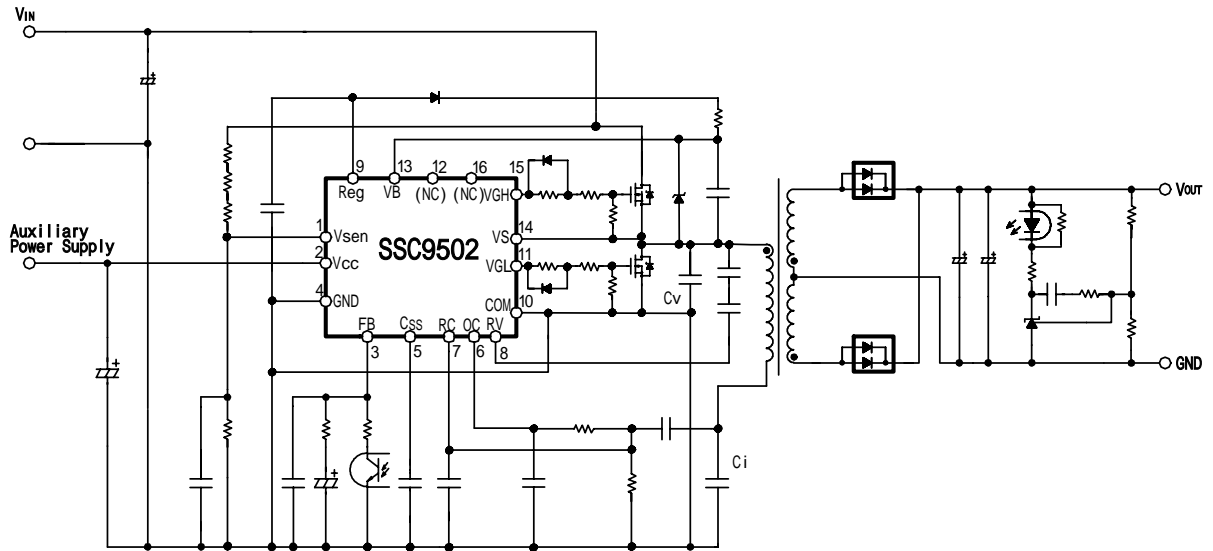 VIN
9
13
12
16
15
Reg
VB
(NC)
(NC)
VGH
1
Vsen
14
VS
Auxiliary
Power Supply
2
Vcc
SSC9502
11
VGL
4
GND
COM
10
FB
Css
RC
OC
RV
3
5
7
6
8
Cv
Ci
VOUT
GND